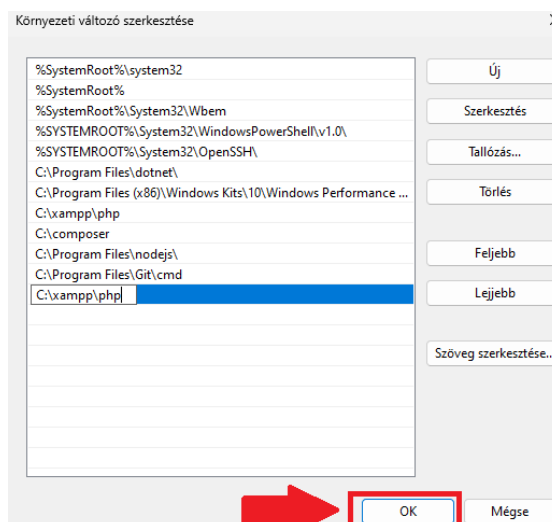 Környezeti változó szerkesztése
%SystemRoot%\system32
%SystemRoot%
%SystemRoot%\System32\Wbem
%SYSTEMROOT%\System32\WindowsPowerShell\v1.0\
%SYSTEMROOT%\System32\OpenSSH\
C:\Program Files\dotnet\
C:\Program Files (x86)\Windows Kits\10\Windows Performance ...
C:\xampp\php
C:\composer
C:\Program Files\nodejs\
C:\Program Files\Git\cmd
C:\xampp\php
Új
Szerkesztés
Tallózás...
Törlés
Feljebb
Lejjebb
Szöveg szerkesztése..
OK
Mégse